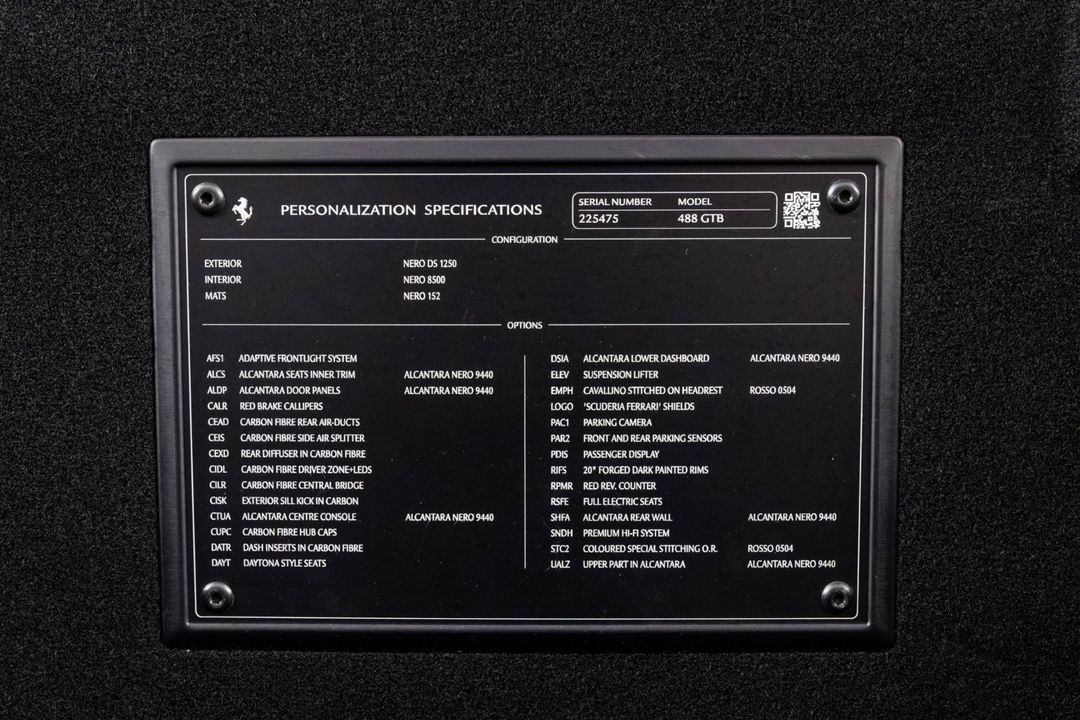 PERSONALIZATION SPECIFICATIONS
SERIAL NUMBER MODEL
225475 488 GTB
CONFIGURATION
EXTERIOR NERO DS 1250
INTERIOR NERO 8500
MATS NERO 152
OPTIONS
AFS1 ADAPTIVE FRONTLIGHT SYSTEM
ALCS ALCANTARA SEATS INNER TRIM ALCANTARA NERO 9440
ALDP ALCANTARA DOOR PANELS ALCANTARA NERO 9440
CALR RED BRAKE CALLIPERS
CEAD CARBON FIBRE REAR AIR-DUCTS
CEIS CARBON FIBRE SIDE AIR SPLITTER
CEXD REAR DIFFUSER IN CARBON FIBRE
CIDL CARBON FIBRE DRIVER ZONE+LEDS
CILR CARBON FIBRE CENTRAL BRIDGE
CISK EXTERIOR SILL KICK IN CARBON
CTUA ALCANTARA CENTRE CONSOLE ALCANTARA NERO 9440
CUPC CARBON FIBRE HUB CAPS
DATR DASH INSERTS IN CARBON FIBRE
DAYT DAYTONA STYLE SEATS
DSIA ALCANTARA LOWER DASHBOARD ALCANTARA NERO 9440
ELEV SUSPENSION LIFTER
EMPH CAVALLINO STITCHED ON HEADREST ROSSO 0504
LOGO 'SCUDERIA FERRARI' SHIELDS
PAC1 PARKING CAMERA
PAR2 FRONT AND REAR PARKING SENSORS
PDIS PASSENGER DISPLAY
RIFS 20" FORGED DARK PAINTED RIMS
RPMR RED REV. COUNTER
RSFE FULL ELECTRIC SEATS
SHFA ALCANTARA REAR WALL ALCANTARA NERO 9440
SNDH PREMIUM HI-FI SYSTEM
STC2 COLOURED SPECIAL STITCHING O.R. ROSSO 0504
UALZ UPPER PART IN ALCANTARA ALCANTARA NERO 9440